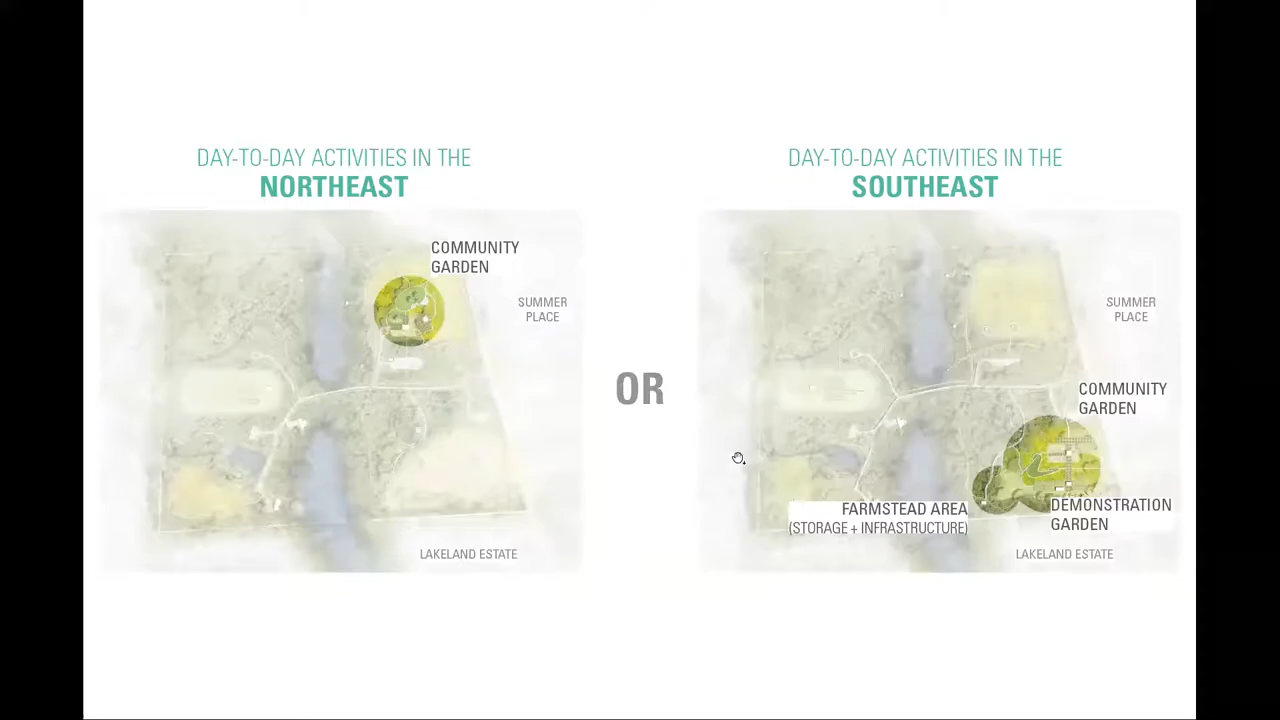 DAY-TO-DAY ACTIVITIES IN THE
NORTHEAST
COMMUNITY
GARDEN
SUMMER
PLACE
LAKELAND ESTATE
OR
DAY-TO-DAY ACTIVITIES IN THE
SOUTHEAST
SUMMER
PLACE
COMMUNITY
GARDEN
FARMSTEAD AREA
(STORAGE + INFRASTRUCTURE)
DEMONSTRATION
GARDEN
LAKELAND ESTATE